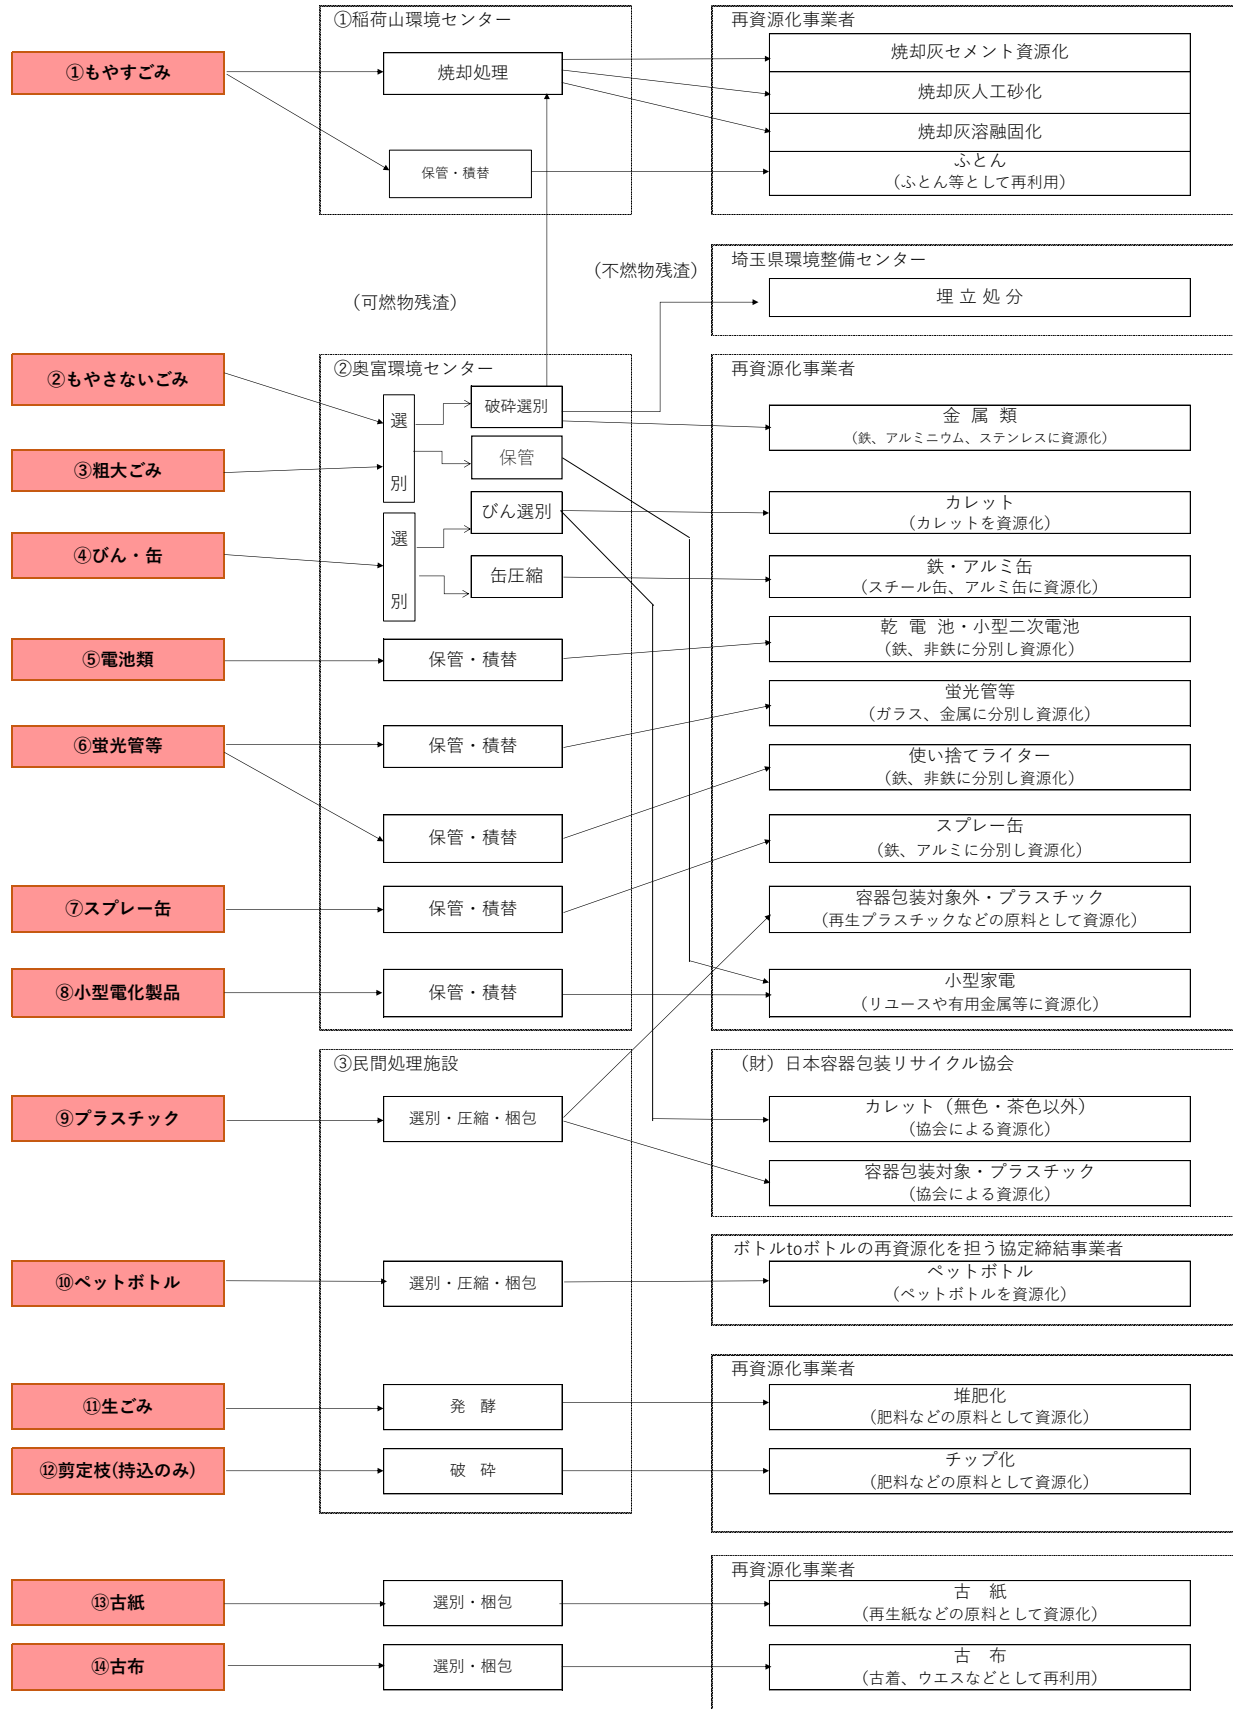 ①稲荷山環境センター
再資源化事業者
①もやすごみ
焼却処理
焼却灰セメント資源化
焼却灰人工砂化
焼却灰溶融固化
保管・積替
ふとん
（ふとん等として再利用）
（不燃物残渣）
埼玉県環境整備センター
（可燃物残渣）
埋 立 処 分
②もやさないごみ
②奥富環境センター
再資源化事業者
選
別
破砕選別
金 属 類
（鉄、アルミニウム、ステンレスに資源化）
③粗大ごみ
保管
④びん・缶
選
別
びん選別
カレット
（カレットを資源化）
缶圧縮
鉄・アルミ缶
（スチール缶、アルミ缶に資源化）
⑤電池類
保管・積替
乾 電 池・小型二次電池
（鉄、非鉄に分別し資源化）
⑥蛍光管等
保管・積替
蛍光管等
（ガラス、金属に分別し資源化）
保管・積替
使い捨てライター
（鉄、非鉄に分別し資源化）
⑦スプレー缶
保管・積替
スプレー缶
（鉄、アルミに分別し資源化）
容器包装対象外・プラスチック
（再生プラスチックなどの原料として資源化）
⑧小型電化製品
保管・積替
小型家電
（リユースや有用金属等に資源化）
③民間処理施設
（財）日本容器包装リサイクル協会
⑨プラスチック
選別・圧縮・梱包
カレット（無色・茶色以外）
（協会による資源化）
容器包装対象・プラスチック
（協会による資源化）
ボトルtoボトルの再資源化を担う協定締結事業者
⑩ペットボトル
選別・圧縮・梱包
ペットボトル
（ペットボトルを資源化）
再資源化事業者
⑪生ごみ
発　酵
堆肥化
（肥料などの原料として資源化）
⑫剪定枝(持込のみ)
破　砕
チップ化
（肥料などの原料として資源化）
再資源化事業者
⑬古紙
選別・梱包
古　紙
（再生紙などの原料として資源化）
⑭古布
選別・梱包
古　布
（古着、ウエスなどとして再利用）